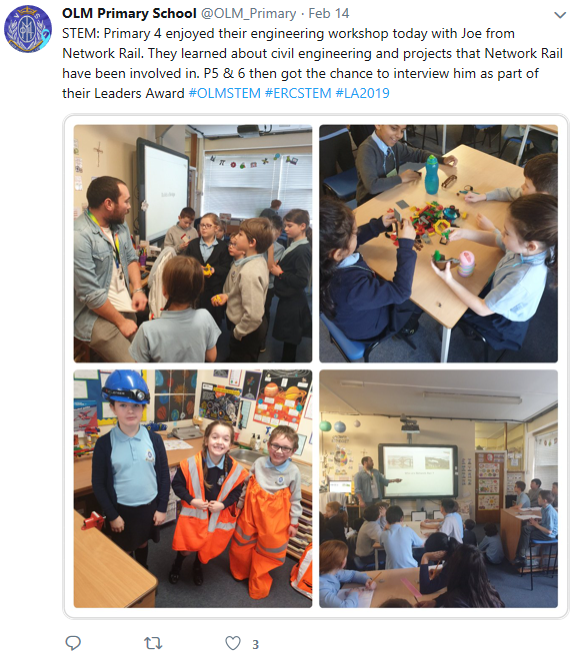 OLM Primary School @OLM_Primary · Feb 14
STEM: Primary 4 enjoyed their engineering workshop today with Joe from
Network Rail. They learned about civil engineering and projects that Network Rail
have been involved in. P5 & 6 then got the chance to interview him as part of
their Leaders Award #OLMSTEM #ERCSTEM #LA2019
3